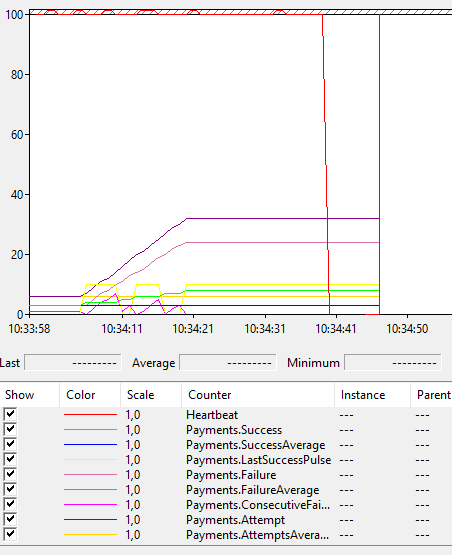 100
80
60
40
20
0
10:33:58 10:34:11 10:34:21 10:34:31 10:34:41 10:34:50
Last --------- Average --------- Minimum ---------
Show Color Scale Counter Instance Parent
1,0 Heartbeat --- ---
1,0 Payments.Success --- ---
1,0 Payments.SuccessAverage --- ---
1,0 Payments.LastSuccessPulse --- ---
1,0 Payments.Failure --- ---
1,0 Payments.FailureAverage --- ---
1,0 Payments.ConsecutiveFai... --- ---
1,0 Payments.Attempt --- ---
1,0 Payments.AttemptsAvera... --- ---